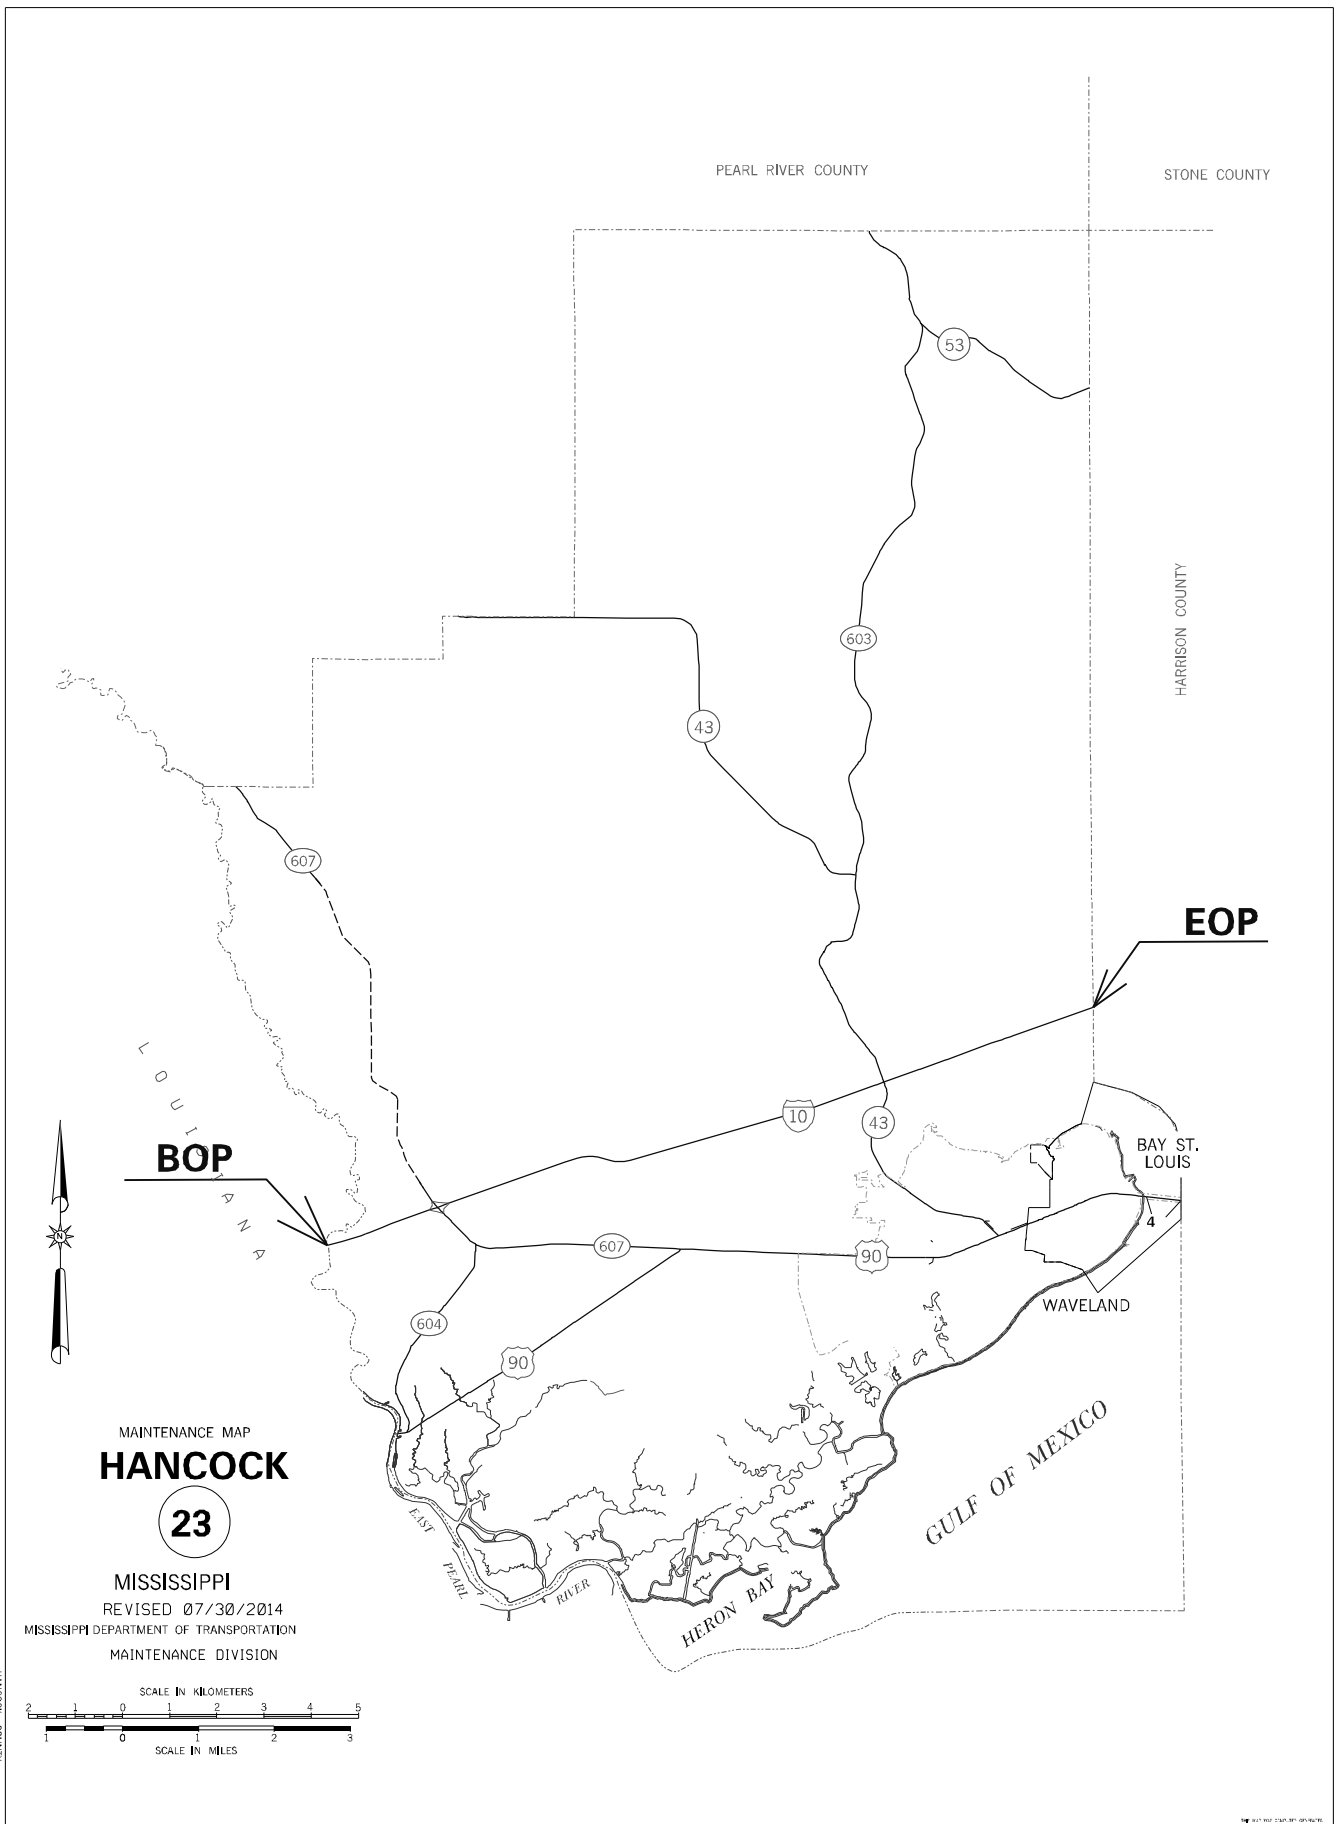 PEARL RIVER COUNTY
STONE COUNTY
53
HARRISON COUNTY
603
43
607
EOP
LOUISIANA
10
43
BOP
BAY ST.
LOUIS
4
607
90
WAVELAND
604
90
MAINTENANCE MAP
HANCOCK
23
MISSISSIPPI
REVISED 07/30/2014
MISSISSIPPI DEPARTMENT OF TRANSPORTATION
MAINTENANCE DIVISION
GULF OF MEXICO
EAST
PEARL
RIVER
HERON BAY
N
SCALE IN KILOMETERS
2 1 0 1 2 3 4 5
1 0 1 2 3
SCALE IN MILES